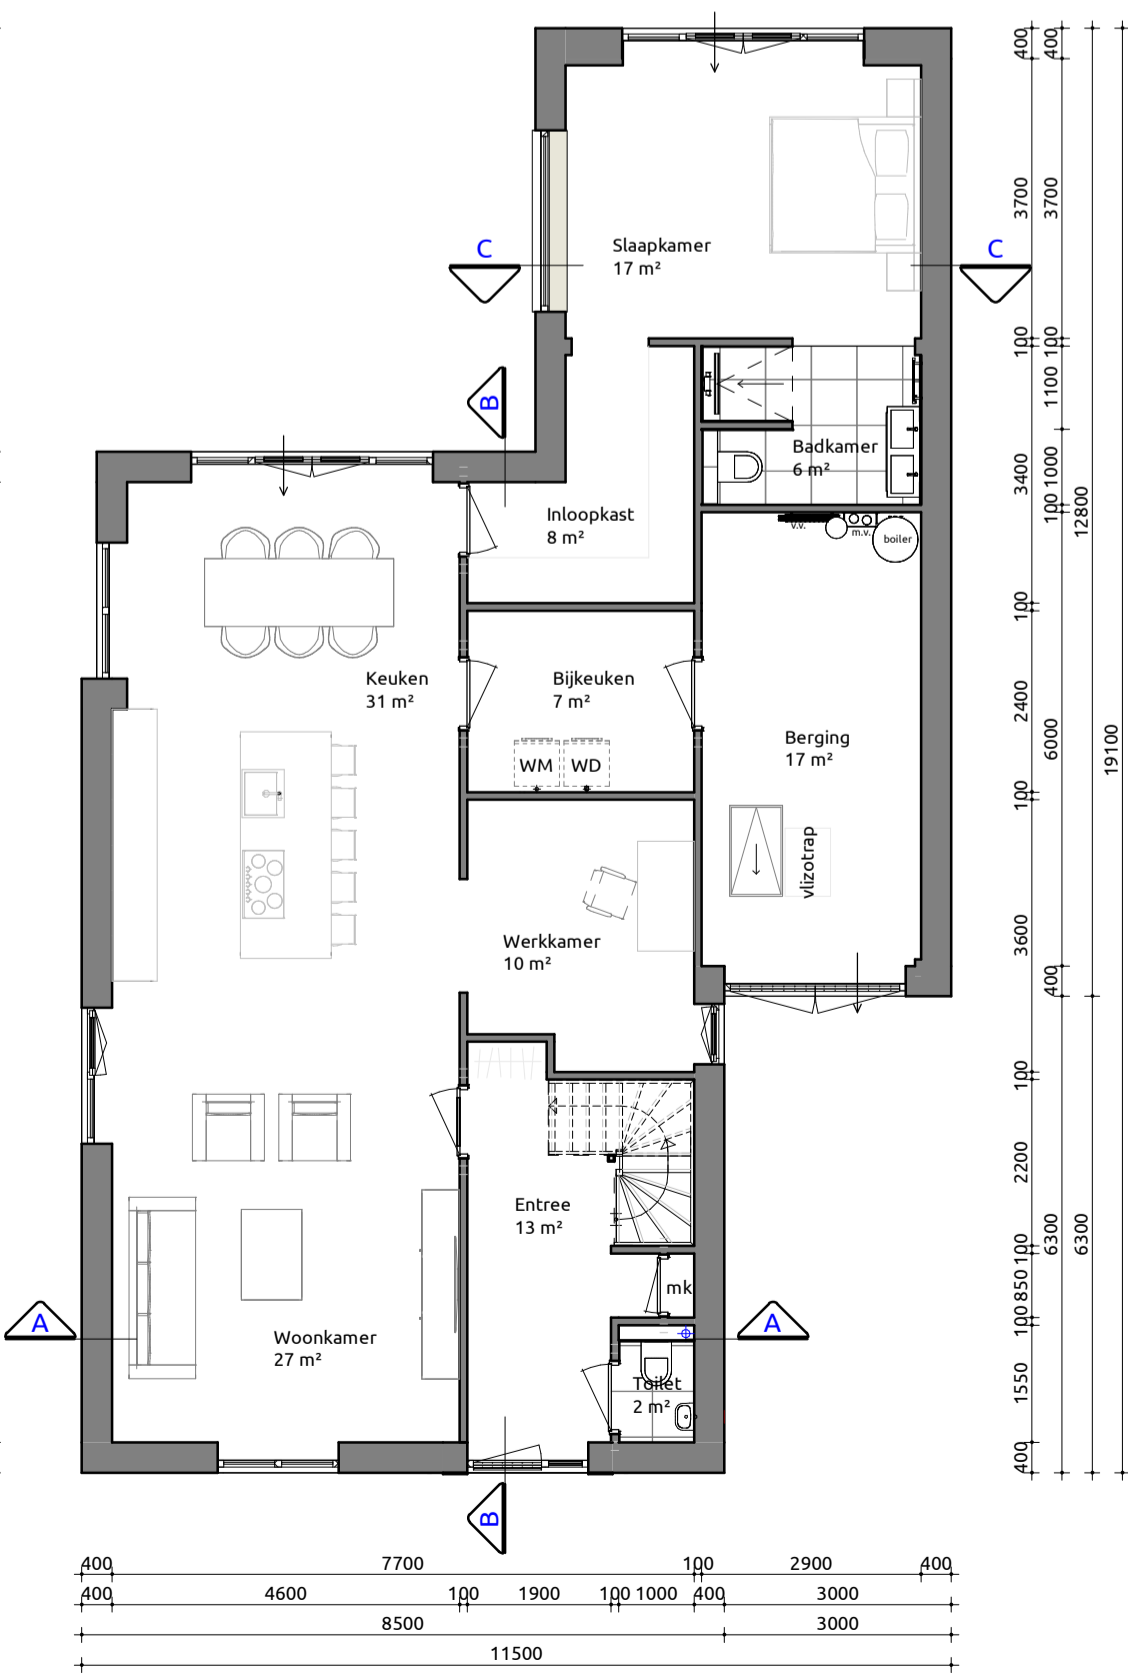 400
400
3700
3700
Slaapkamer
17 m²
C
C
100
100
1100
B
Badkamer
6 m²
3400
1000
100
12800
Inloopkast
8 m²
v.v.
m.v.
boiler
100
Keuken
31 m²
Bijkeuken
7 m²
2400
6000
19100
Berging
17 m²
WM
WD
100
vlizotrap
Werkkamer
10 m²
3600
400
100
2200
Entree
13 m²
100
6300
6300
mk
850
100
A
A
Woonkamer
27 m²
Toilet
2 m²
1550
400
B
400
7700
100
2900
400
400
4600
100
1900
100
1000
400
3000
8500
3000
11500